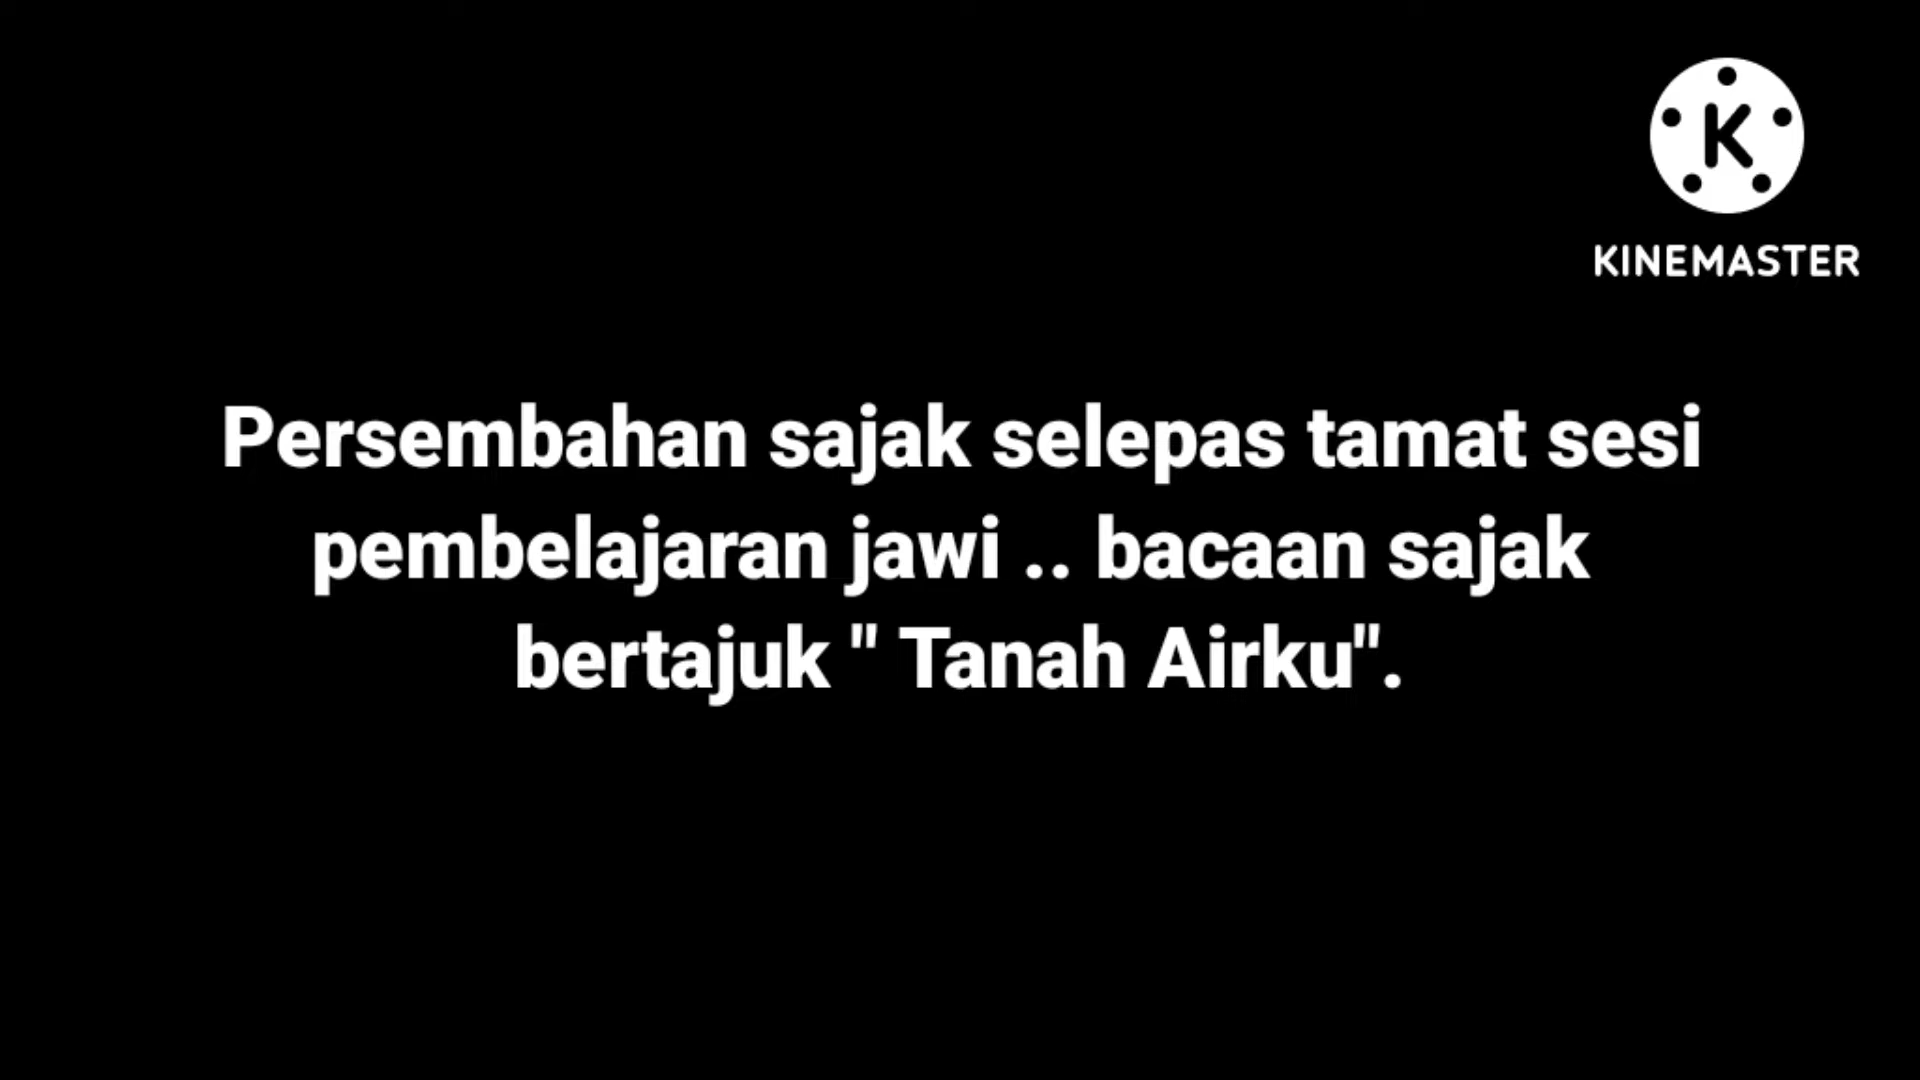 K
KINEMASTER
Persembahan sajak selepas tamat sesi
pembelajaran jawi .. bacaan sajak
bertajuk " Tanah Airku".